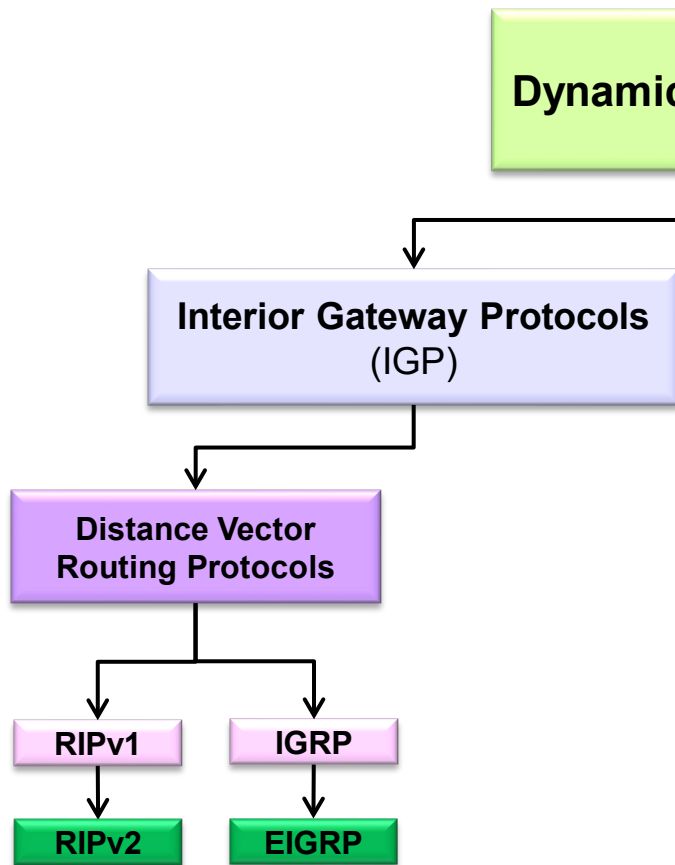 Dynamic
Interior Gateway Protocols
(IGP)
Distance Vector
Routing Protocols
RIPv1
IGRP
RIPv2
EIGRP